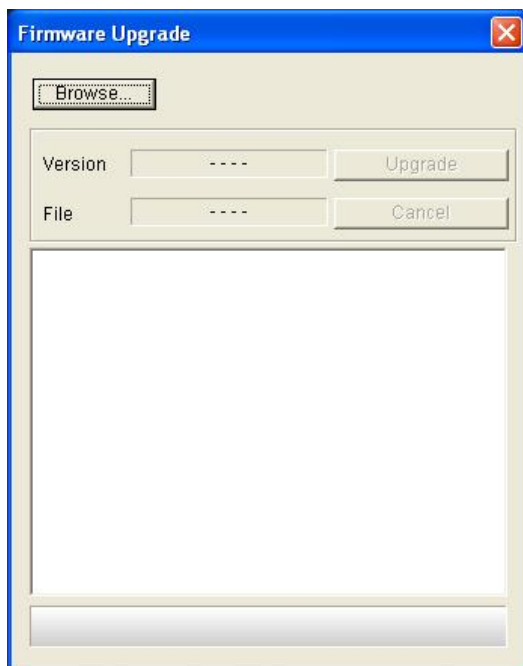 Firmware Upgrade
Browse...
Version ---- Upgrade
File ---- Cancel